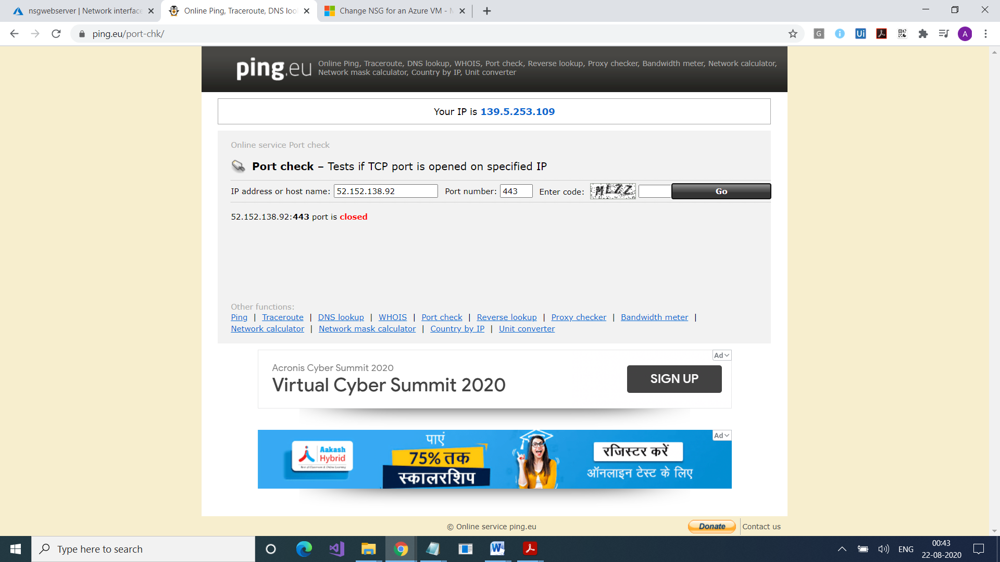 nsgwebserver | Network interface
Online Ping, Traceroute, DNS loo
Change NSG for an Azure VM - M
ping.eu/port-chk/
G
Ui
A
ping.eu
Online Ping, Traceroute, DNS lookup, WHOIS, Port check, Reverse lookup, Proxy checker, Bandwidth meter, Network calculator,
Network mask calculator, Country by IP, Unit converter
Your IP is 139.5.253.109
Online service Port check
Port check – Tests if TCP port is opened on specified IP
IP address or host name: 52.152.138.92 Port number: 443 Enter code: MEZZ Go
52.152.138.92:443 port is closed
Other functions:
Ping | Traceroute | DNS lookup | WHOIS | Port check | Reverse lookup | Proxy checker | Bandwidth meter |
Network calculator | Network mask calculator | Country by IP | Unit converter
Ad
Acronis Cyber Summit 2020
Virtual Cyber Summit 2020
SIGN UP
Ad
Aakash
Hybrid
Best of Classroom & Online Learning
पाएं
75% तक
स्कालरशिप
रजिस्टर करें
ऑनलाइन टेस्ट के लिए
© Online service ping.eu
Donate
Contact us
Type here to search
ENG
00:43
22-08-2020